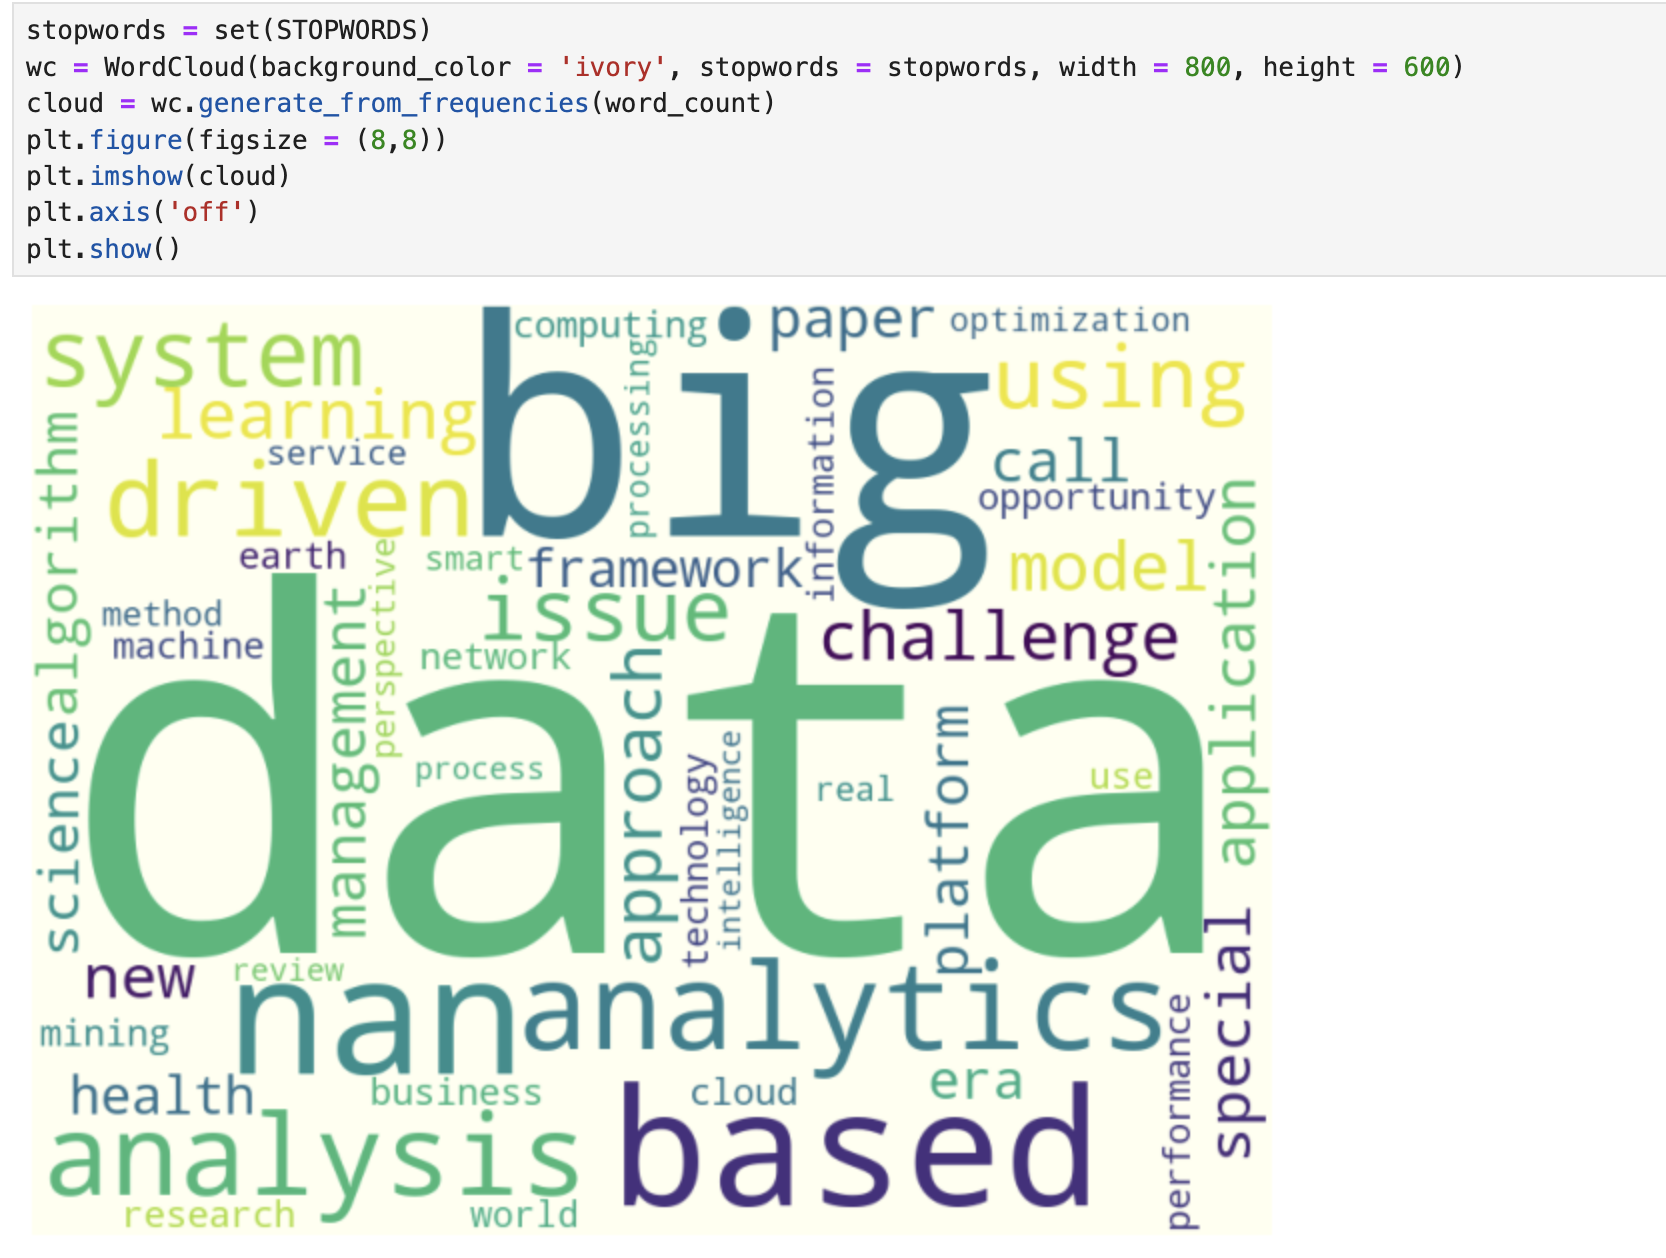 stopwords = set(STOPWORDS)
wc = WordCloud(background_color = 'ivory', stopwords = stopwords, width = 800, height = 600)
cloud = wc.generate_from_frequencies(word_count)
plt.figure(figsize = (8,8))
plt.imshow(cloud)
plt.axis('off')
plt.show()
system
computing
big
paper
optimization
using
learning
processing
information
algorithm
service
driven
call
opportunity
application
earth
perspective
smart
framework
model
issue
method
machine
management
network
challenge
data
science
approach
process
technology
intelligence
real
platform
use
special
new
review
nan
analytics
mining
performance
health
business
cloud
era
analysis
based
research
world